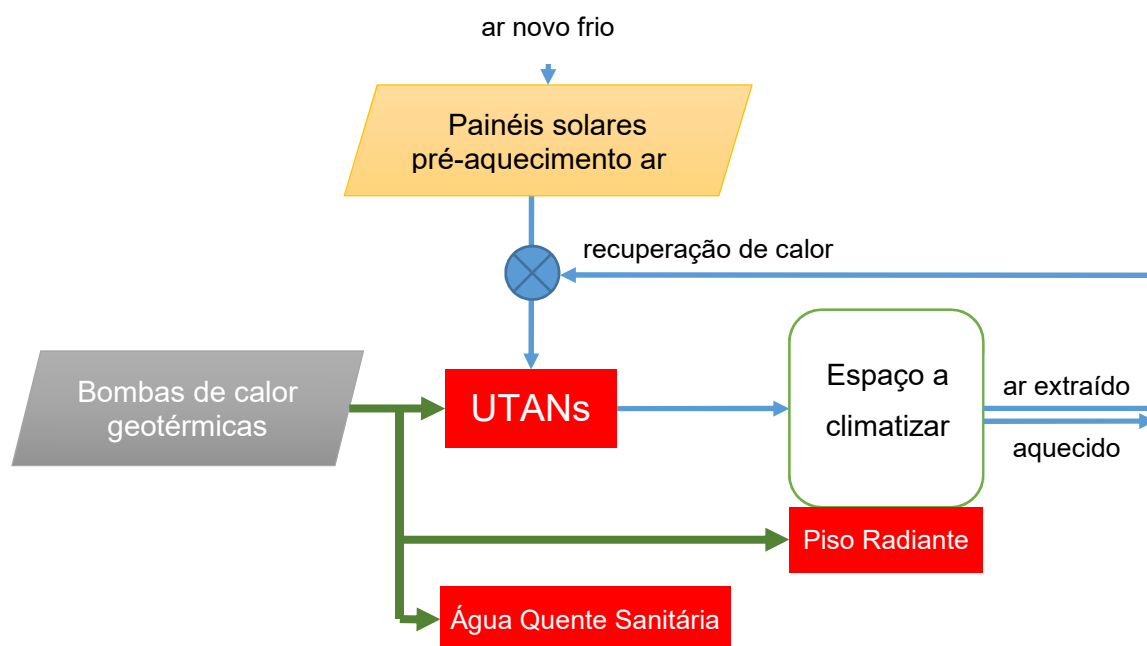 ar novo frio
Painéis solares
pré-aquecimento ar
recuperação de calor
Bombas de calor
geotérmicas
UTANs
Espaço a
climatizar
ar extraído
aquecido
Piso Radiante
Água Quente Sanitária